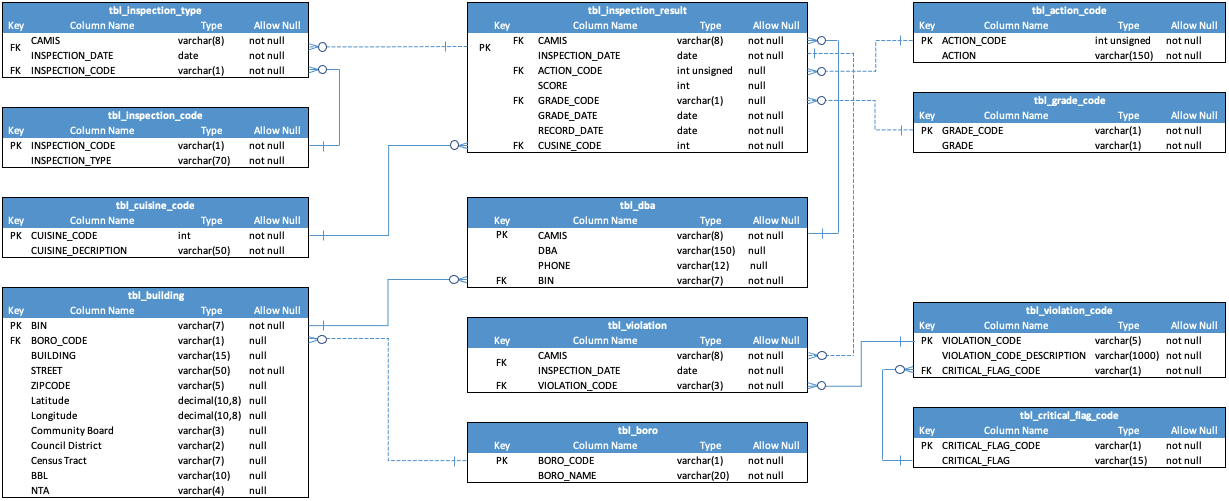 tbl_inspection_type
Key Column Name Type Allow Null
FK CAMIS varchar(8) not null
INSPECTION_DATE date not null
FK INSPECTION_CODE varchar(1) not null
tbl_inspection_code
Key Column Name Type Allow Null
PK INSPECTION_CODE varchar(1) not null
INSPECTION_TYPE varchar(70) not null
tbl_cuisine_code
Key Column Name Type Allow Null
PK CUISINE_CODE int not null
CUISINE_DECRIPTION varchar(50) not null
tbl_building
Key Column Name Type Allow Null
PK BIN varchar(7) not null
FK BORO_CODE varchar(1) null
BUILDING varchar(15) null
STREET varchar(50) not null
ZIPCODE varchar(5) null
Latitude decimal(10,8) null
Longitude decimal(10,8) null
Community Board varchar(3) null
Council District varchar(2) null
Census Tract varchar(7) null
BBL varchar(10) null
NTA varchar(4) null
tbl_inspection_result
Key Column Name Type Allow Null
PK FK CAMIS varchar(8) not null
INSPECTION_DATE date not null
FK ACTION_CODE int unsigned null
SCORE int null
FK GRADE_CODE varchar(1) null
GRADE_DATE date not null
RECORD_DATE date not null
FK CUSINE_CODE int not null
tbl_dba
Key Column Name Type Allow Null
PK CAMIS varchar(8) not null
DBA varchar(150) null
PHONE varchar(12) null
FK BIN varchar(7) not null
tbl_violation
Key Column Name Type Allow Null
FK CAMIS varchar(8) not null
INSPECTION_DATE date not null
FK VIOLATION_CODE varchar(3) not null
tbl_boro
Key Column Name Type Allow Null
PK BORO_CODE varchar(1) not null
BORO_NAME varchar(20) not null
tbl_action_code
Key Column Name Type Allow Null
PK ACTION_CODE int unsigned not null
ACTION varchar(150) not null
tbl_grade_code
Key Column Name Type Allow Null
PK GRADE_CODE varchar(1) not null
GRADE varchar(1) not null
tbl_violation_code
Key Column Name Type Allow Null
PK VIOLATION_CODE varchar(5) not null
VIOLATION_CODE_DESCRIPTION varchar(1000) not null
FK CRITICAL_FLAG_CODE varchar(1) not null
tbl_critical_flag_code
Key Column Name Type Allow Null
PK CRITICAL_FLAG_CODE varchar(1) not null
CRITICAL_FLAG varchar(15) not null